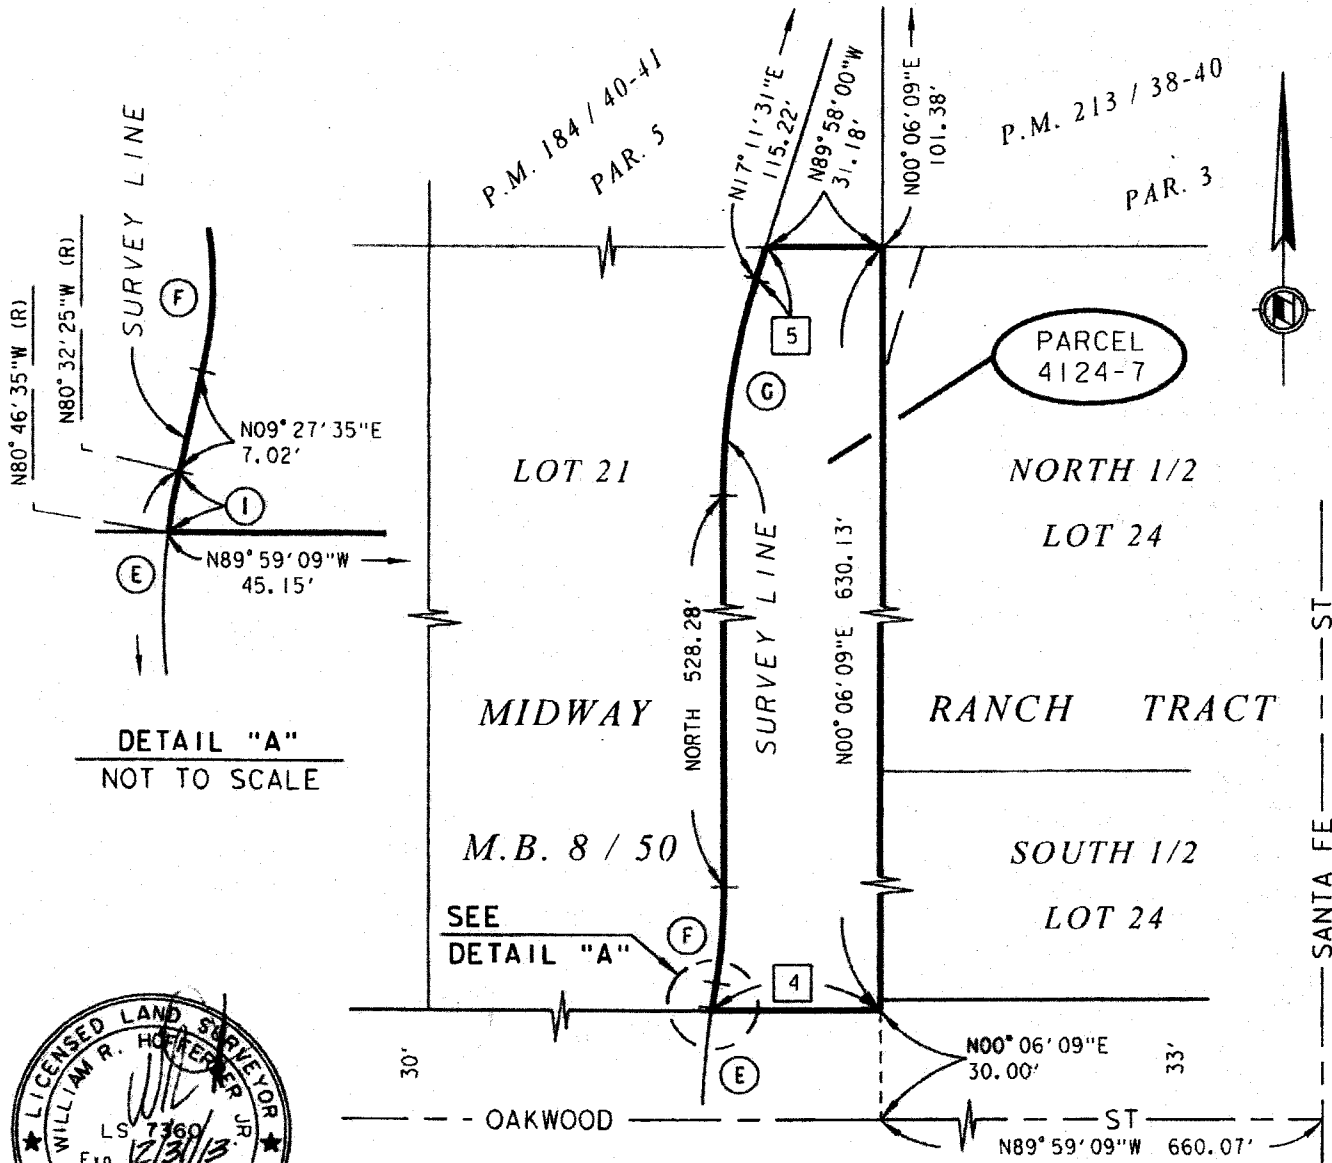 P.M. 184 / 40-41
PAR. 5
N17°11'31"E
115.22'
N89°58'00"W
31.18'
N00°06'09"E
101.38'
P.M. 213 / 38-40
PAR. 3
SURVEY LINE
N80°46'35"W (R)
N80°32'25"W (R)
F
N09°27'35"E
7.02'
I
E
N89°59'09"W
45.15'
DETAIL "A"
NOT TO SCALE
5
G
PARCEL
4124-7
LOT 21
NORTH 1/2
LOT 24
NORTH 528.28'
SURVEY LINE
N00°06'09"E 630.13'
MIDWAY
RANCH TRACT
M.B. 8 / 50
SOUTH 1/2
LOT 24
SEE
DETAIL "A"
F
4
E
N00°06'09"E
30.00'
30'
33'
OAKWOOD ST
N89°59'09"W 660.07'
SANTA FE ST
LICENSED LAND SURVEYOR
WILLIAM R. HOFFERBER JR.
LS 7360
Exp. 12/31/13